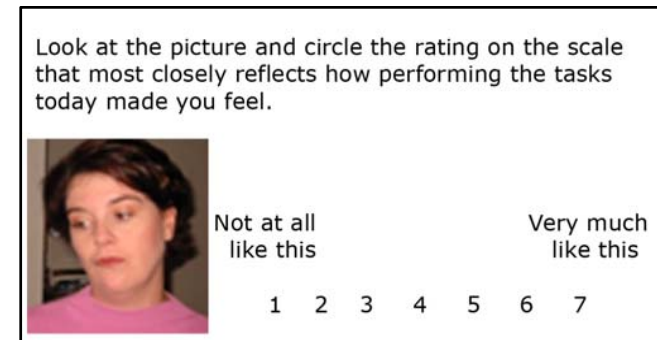 Look at the picture and circle the rating on the scale
that most closely reflects how performing the tasks
today made you feel.
Not at all Very much
like this like this
1 2 3 4 5 6 7